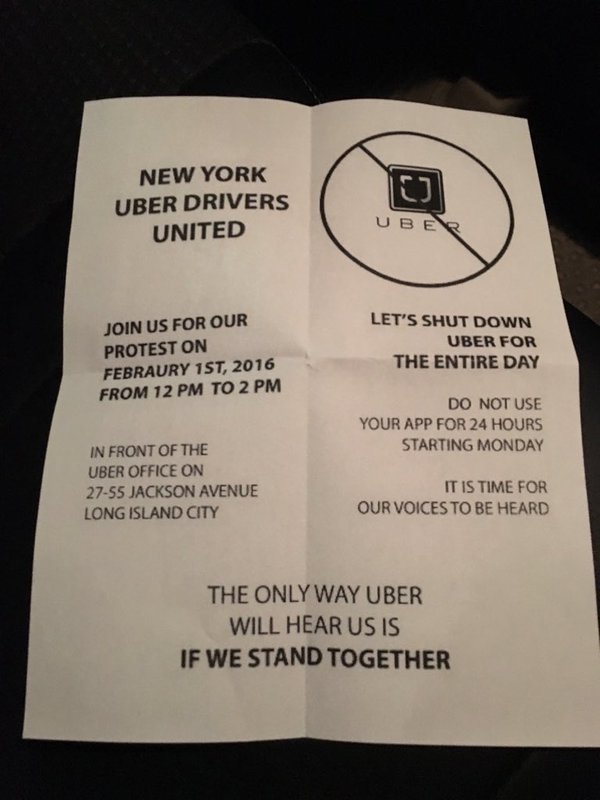 NEW YORK
UBER DRIVERS
UNITED
UBER
JOIN US FOR OUR
PROTEST ON
FEBRAURY 1ST, 2016
FROM 12 PM TO 2 PM
IN FRONT OF THE
UBER OFFICE ON
27-55 JACKSON AVENUE
LONG ISLAND CITY
LET'S SHUT DOWN
UBER FOR
THE ENTIRE DAY
DO NOT USE
YOUR APP FOR 24 HOURS
STARTING MONDAY
IT IS TIME FOR
OUR VOICES TO BE HEARD
THE ONLY WAY UBER
WILL HEAR US IS
IF WE STAND TOGETHER